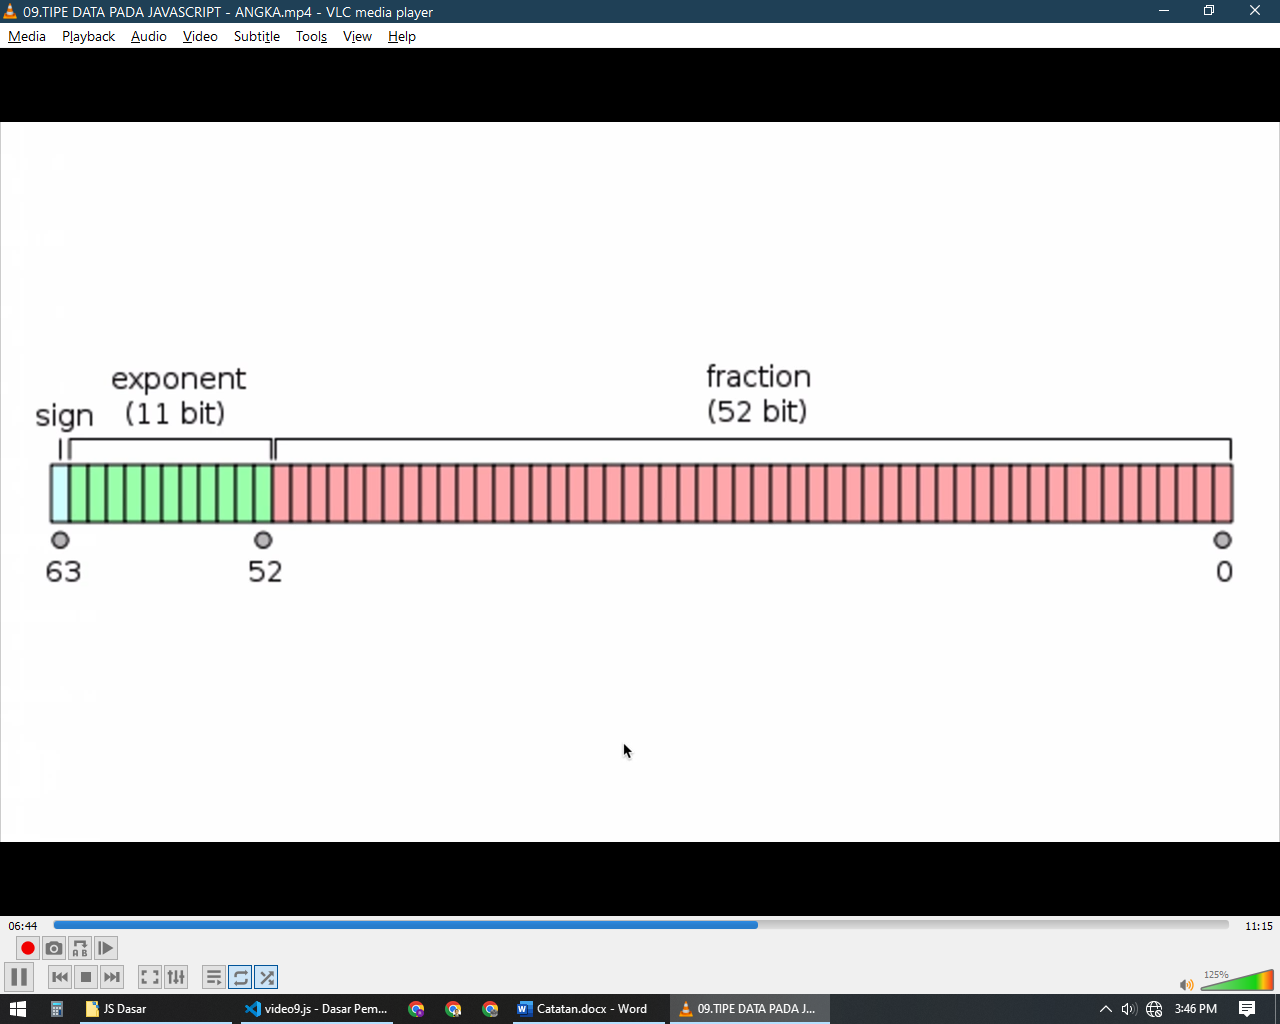 09.TIPE DATA PADA JAVASCRIPT - ANGKA.mp4 - VLC media player
Media Playback Audio Video Subtitle Tools View Help
exponent
(11 bit)
fraction
(52 bit)
sign
63
52
0
06:44
11:15
A B
125%
JS Dasar
video9.js - Dasar Pem...
Catatan.docx - Word
09.TIPE DATA PADA J...
3:46 PM